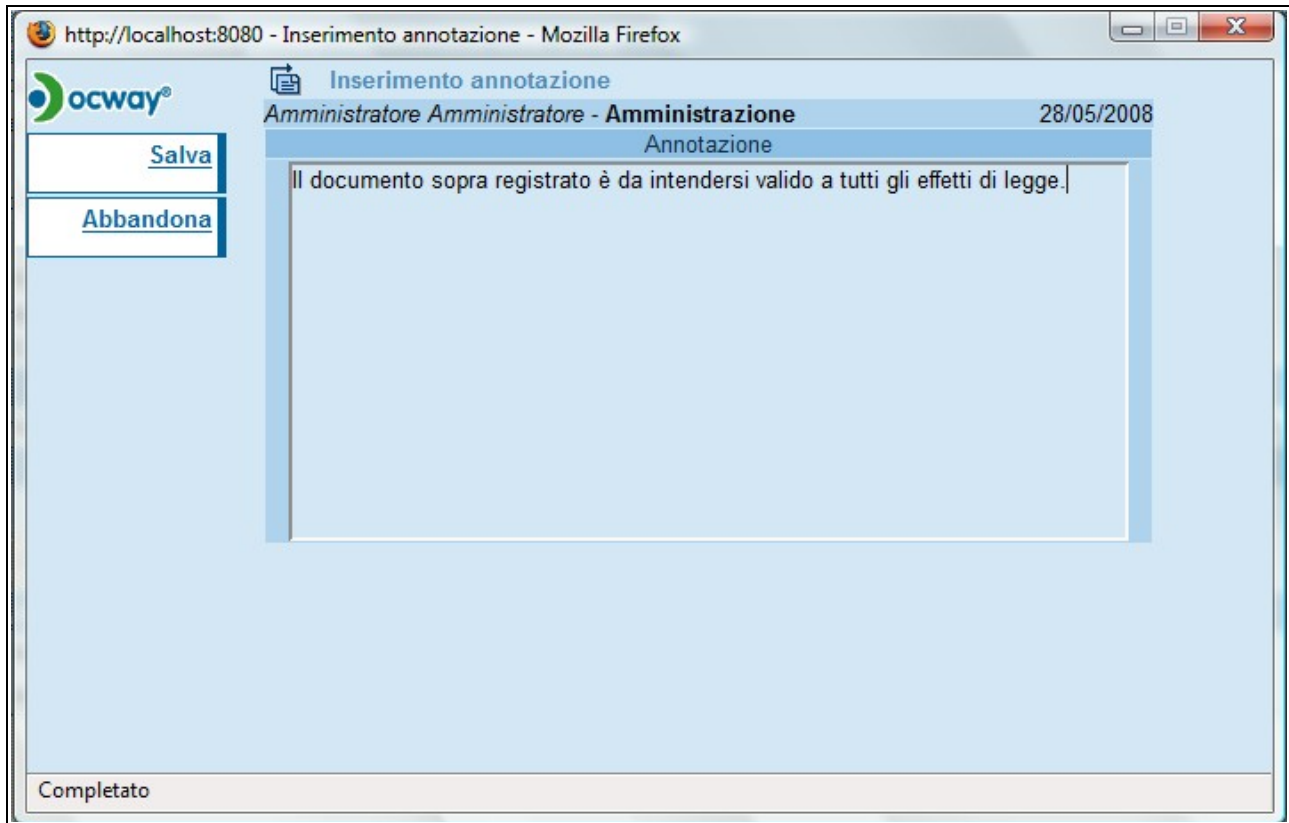 http://localhost:8080 - Inserimento annotazione - Mozilla Firefox
Docway®
Inserimento annotazione
Amministratore Amministratore - Amministrazione 28/05/2008
Salva
Annotazione
Il documento sopra registrato è da intendersi valido a tutti gli effetti di legge.
Abbandona
Completato